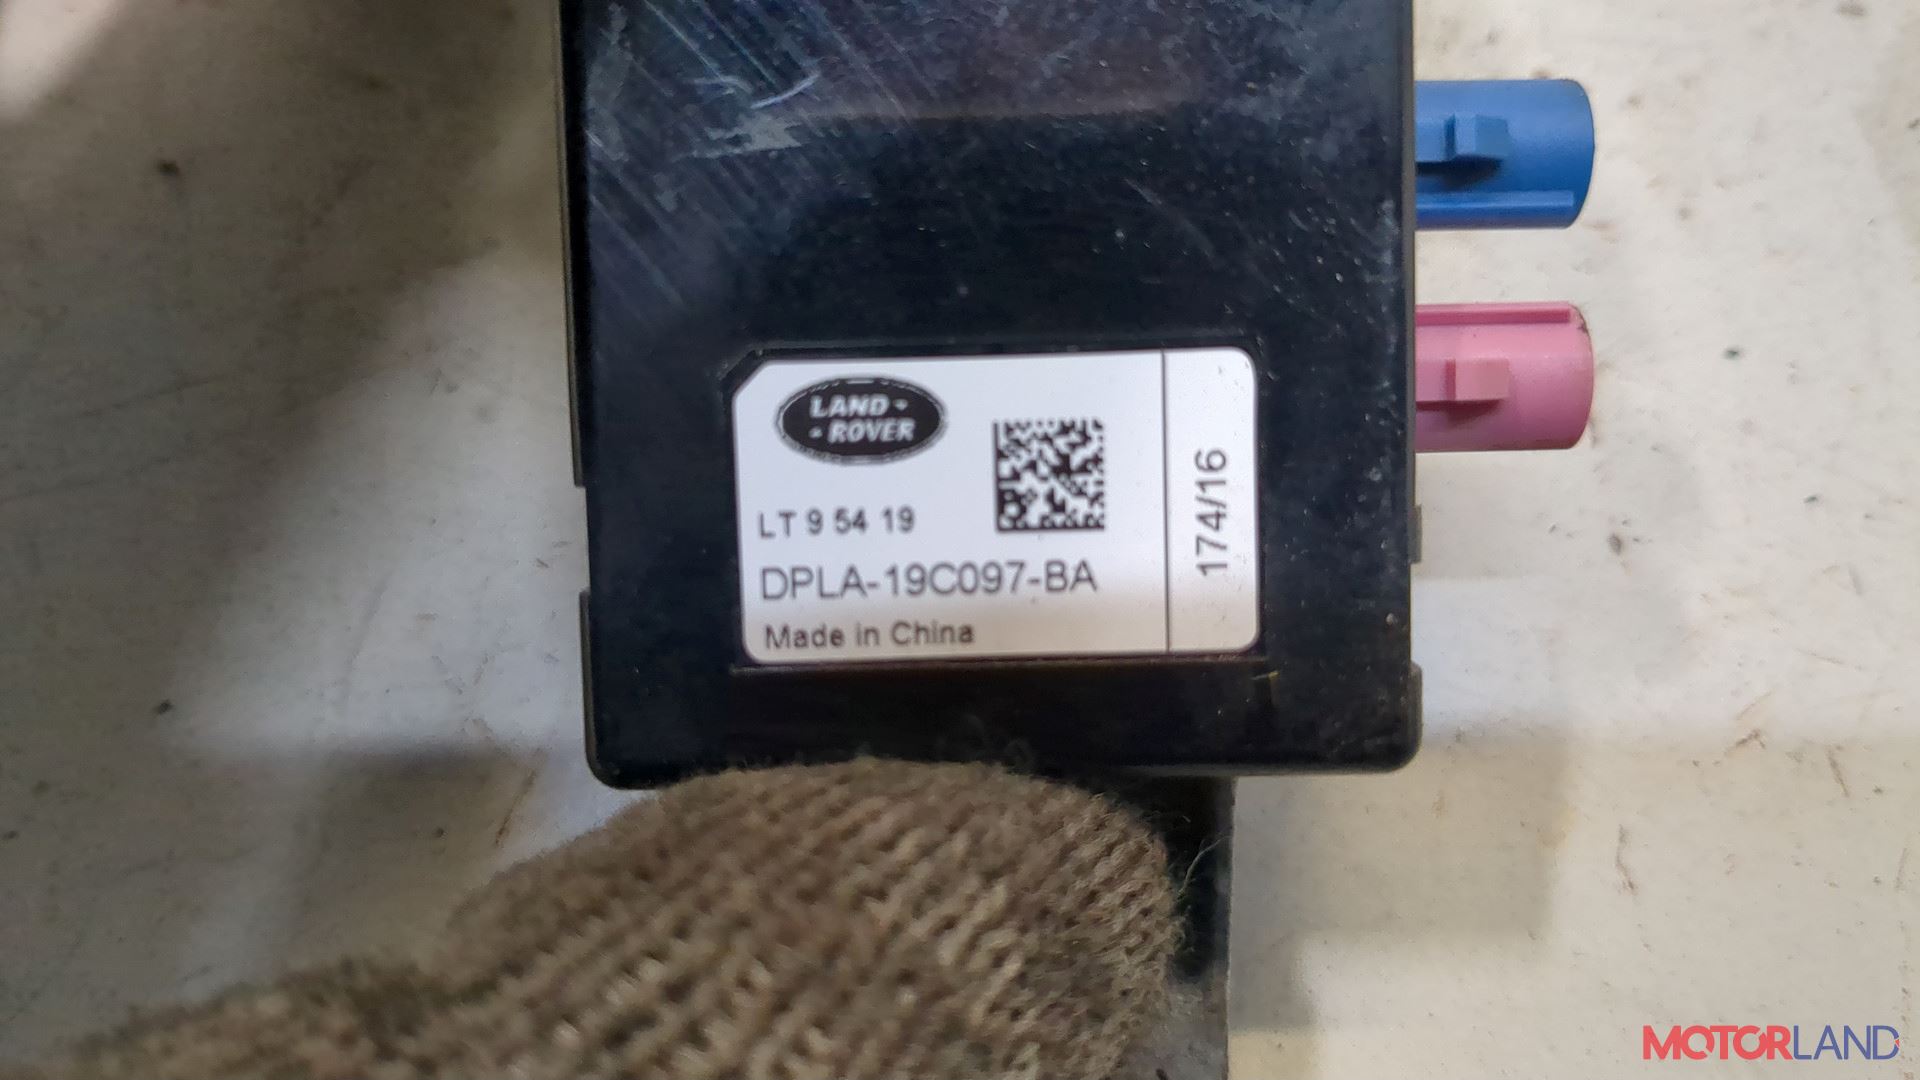 LAND
ROVER
LT 9 54 19
DPLA-19C097-BA
Made in China
174/16
MOTORLAND